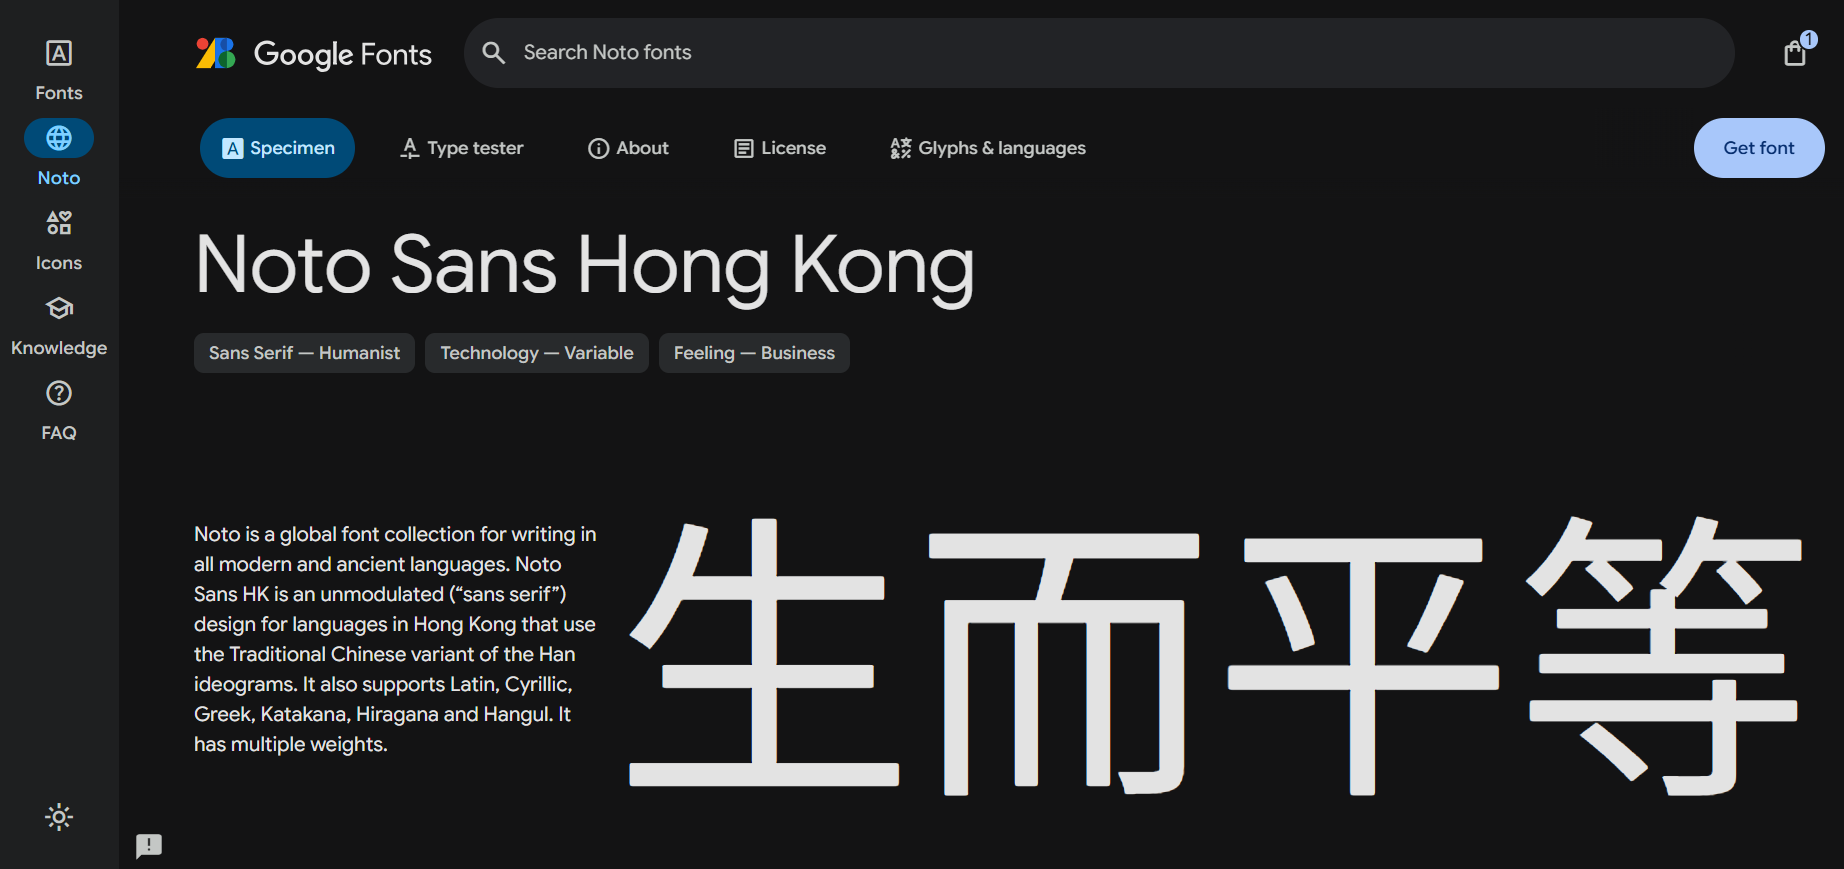 Fonts
Noto
Icons
Knowledge
FAQ
Google Fonts
Search Noto fonts
1
Specimen
Type tester
About
License
Glyphs & languages
Get font
Noto Sans Hong Kong
Sans Serif — Humanist
Technology — Variable
Feeling — Business
Noto is a global font collection for writing in
all modern and ancient languages. Noto
Sans HK is an unmodulated (“sans serif”)
design for languages in Hong Kong that use
the Traditional Chinese variant of the Han
ideograms. It also supports Latin, Cyrillic,
Greek, Katakana, Hiragana and Hangul. It
has multiple weights.
生而平等